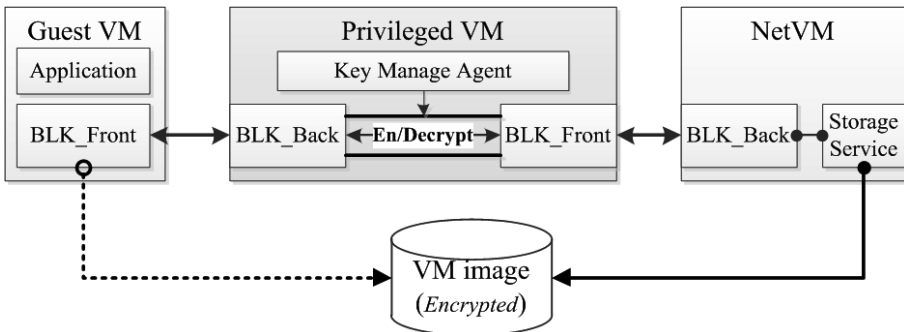 Guest VM
Application
BLK_Front
Privileged VM
Key Manage Agent
BLK_Back
En/Decrypt
BLK_Front
NetVM
BLK_Back
Storage
Service
VM image
(Encrypted)